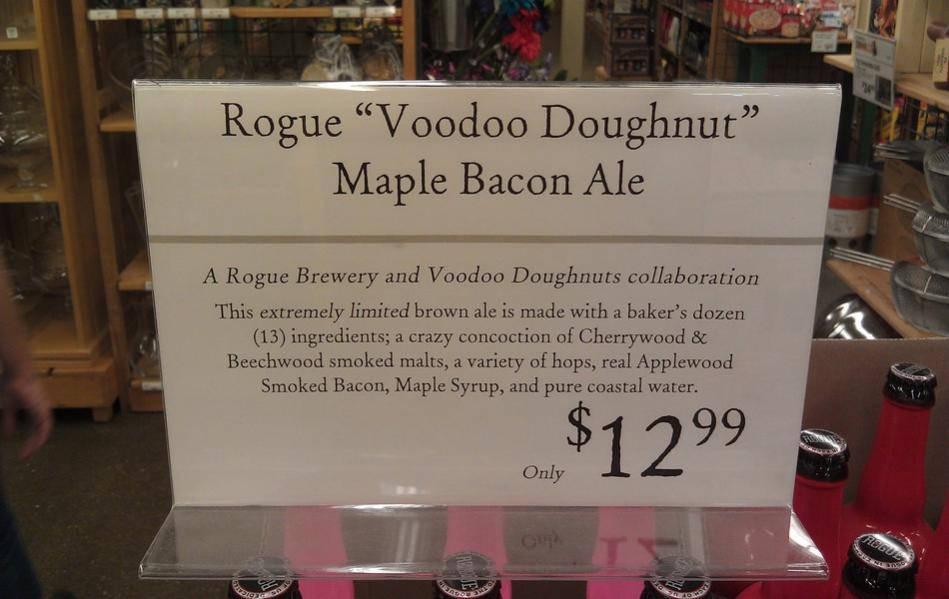 Rogue “Voodoo Doughnut”
Maple Bacon Ale
A Rogue Brewery and Voodoo Doughnuts collaboration
This extremely limited brown ale is made with a baker’s dozen
(13) ingredients; a crazy concoction of Cherrywood &
Beechwood smoked malts, a variety of hops, real Applewood
Smoked Bacon, Maple Syrup, and pure coastal water.
Only $12 99
ROGUE